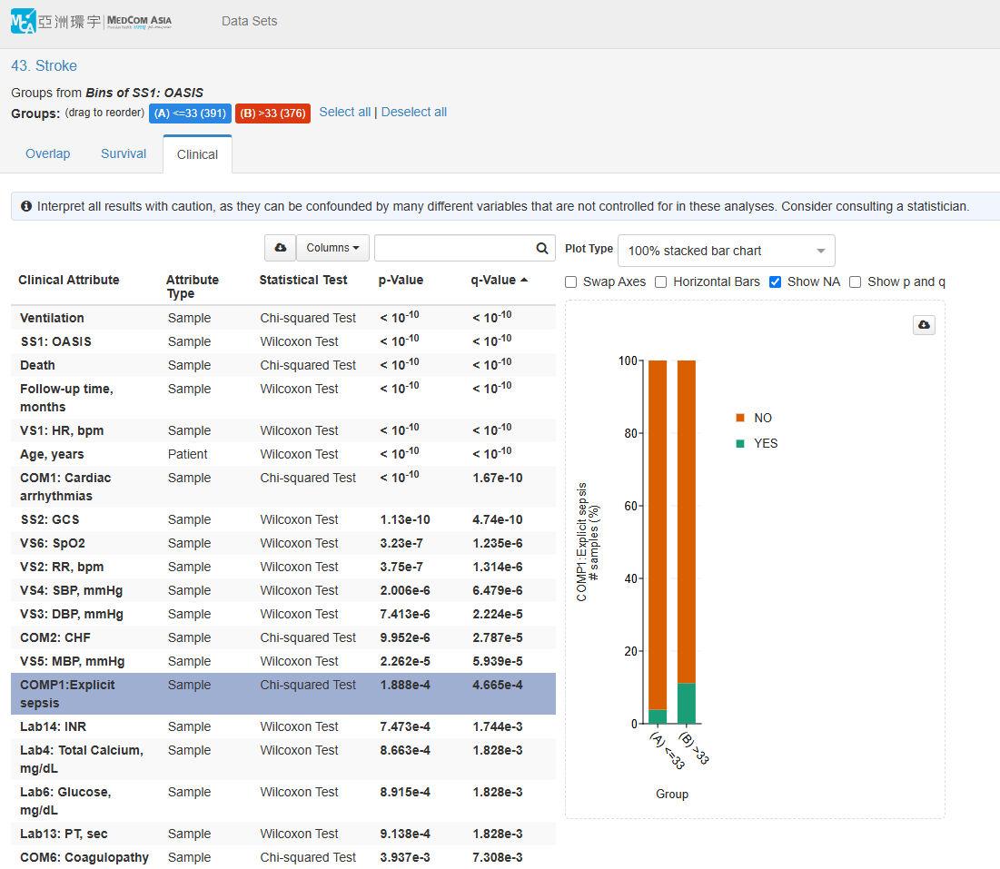 MCA 亞洲環宇 MEDCOM ASIA
Data Sets
43. Stroke
Groups from Bins of SS1: OASIS
Groups: (drag to reorder) (A) <=33 (391) (B) >33 (376) Select all | Deselect all
Overlap Survival Clinical
Interpret all results with caution, as they can be confounded by many different variables that are not controlled for in these analyses. Consider consulting a statistician.
Columns
Clinical Attribute Attribute Type Statistical Test p-Value q-Value
Ventilation Sample Chi-squared Test < 10^-10 < 10^-10
SS1: OASIS Sample Wilcoxon Test < 10^-10 < 10^-10
Death Sample Chi-squared Test < 10^-10 < 10^-10
Follow-up time, months Sample Wilcoxon Test < 10^-10 < 10^-10
VS1: HR, bpm Sample Wilcoxon Test < 10^-10 < 10^-10
Age, years Patient Wilcoxon Test < 10^-10 < 10^-10
COM1: Cardiac arrhythmias Sample Chi-squared Test < 10^-10 1.67e-10
SS2: GCS Sample Wilcoxon Test 1.13e-10 4.74e-10
VS6: SpO2 Sample Wilcoxon Test 3.23e-7 1.235e-6
VS2: RR, bpm Sample Wilcoxon Test 3.75e-7 1.314e-6
VS4: SBP, mmHg Sample Wilcoxon Test 2.006e-6 6.479e-6
VS3: DBP, mmHg Sample Wilcoxon Test 7.413e-6 2.224e-5
COM2: CHF Sample Chi-squared Test 9.952e-6 2.787e-5
VS5: MBP, mmHg Sample Wilcoxon Test 2.262e-5 5.939e-5
COMP1:Explicit sepsis Sample Chi-squared Test 1.888e-4 4.665e-4
Lab14: INR Sample Wilcoxon Test 7.473e-4 1.744e-3
Lab4: Total Calcium, mg/dL Sample Wilcoxon Test 8.663e-4 1.828e-3
Lab6: Glucose, mg/dL Sample Wilcoxon Test 8.915e-4 1.828e-3
Lab13: PT, sec Sample Wilcoxon Test 9.138e-4 1.828e-3
COM6: Coagulopathy Sample Chi-squared Test 3.937e-3 7.308e-3
Plot Type 100% stacked bar chart
Swap Axes Horizontal Bars Show NA Show p and q
100
80
60
40
20
0
COMP1:Explicit sepsis
# samples (%)
NO
YES
(A) <=33
(B) >33
Group